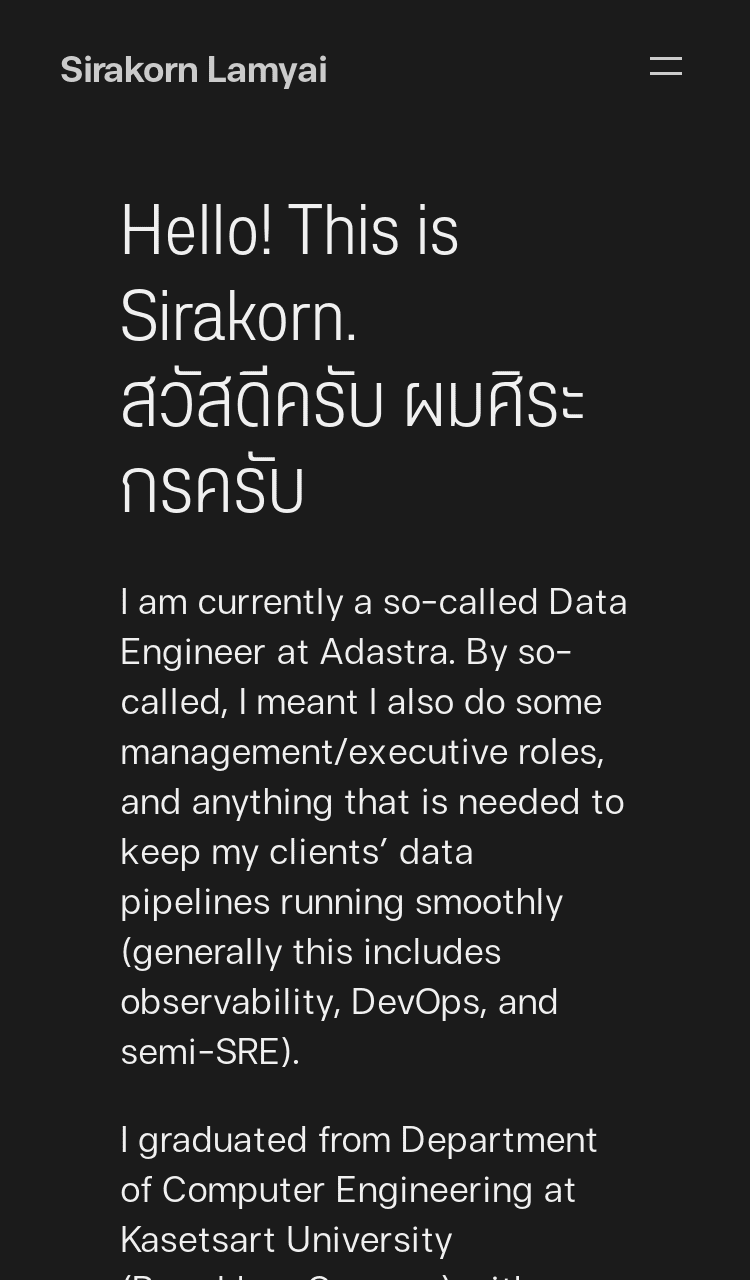 Sirakorn Lamyai
Hello! This is
Sirakorn.
สวัสดีครับ ผมศิระ
กรครับ
I am currently a so-called Data
Engineer at Adastra. By so-
called, I meant I also do some
management/executive roles,
and anything that is needed to
keep my clients’ data
pipelines running smoothly
(generally this includes
observability, DevOps, and
semi-SRE).
I graduated from Department
of Computer Engineering at
Kasetsart University